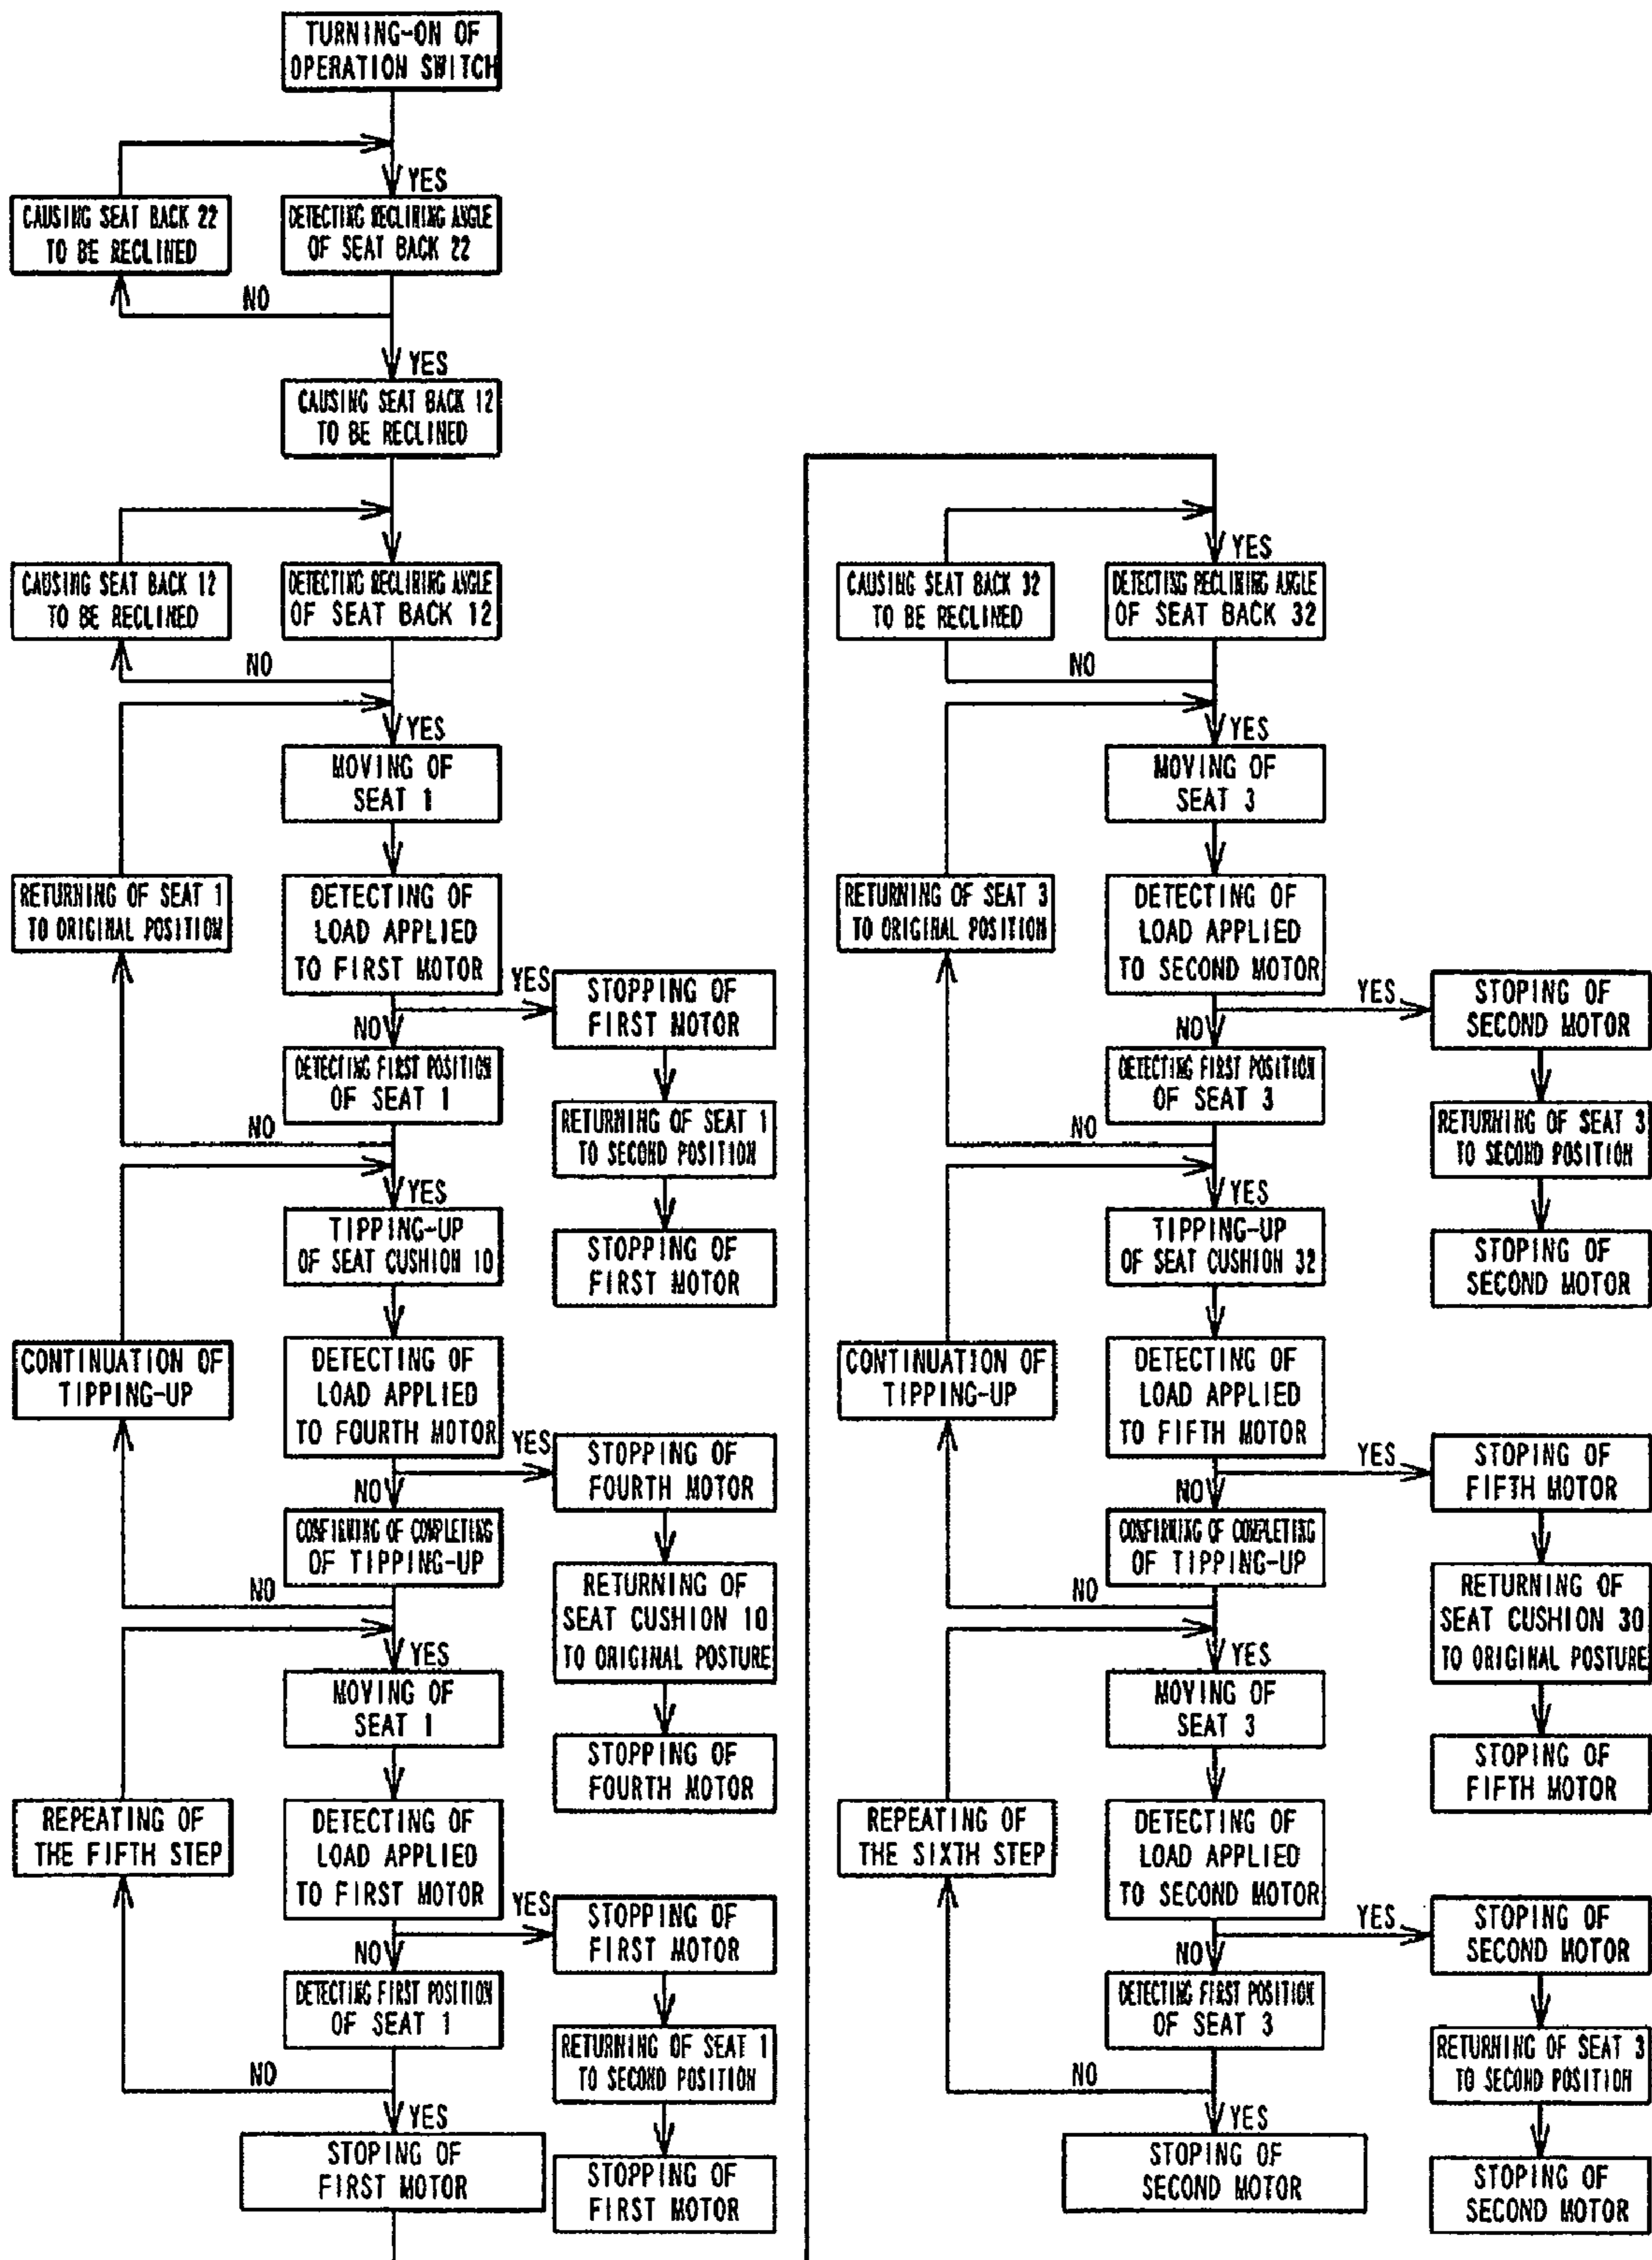 TURNING-ON OF
OPERATION SWITCH
YES
CAUSING SEAT BACK 22
TO BE RECLINED
DETECTING RECLIRING ANGLE
OF SEAT BACK 22
NO
YES
CAUSING SEAT BACK 12
TO BE RECLINED
CAUSING SEAT BACK 12
TO BE RECLINED
DETECTING RECLIRING ANGLE
OF SEAT BACK 12
NO
YES
MOVING OF
SEAT 1
RETURNING OF SEAT 1
TO ORIGINAL POSITION
DETECTING OF
LOAD APPLIED
TO FIRST MOTOR
YES
STOPPING OF
FIRST MOTOR
NO
DETECTING FIRST POSITION
OF SEAT 1
RETURNING OF SEAT 1
TO SECOND POSITION
NO
YES
TIPPING-UP
OF SEAT CUSHION 10
STOPPING OF
FIRST MOTOR
CONTINUATION OF
TIPPING-UP
DETECTING OF
LOAD APPLIED
TO FOURTH MOTOR
YES
STOPPING OF
FOURTH MOTOR
NO
CONFIRMING OF COMPLETING
OF TIPPING-UP
NO
RETURNING OF
SEAT CUSHION 10
TO ORIGINAL POSTURE
YES
MOVING OF
SEAT 1
STOPPING OF
FOURTH MOTOR
REPEATING OF
THE FIFTH STEP
DETECTING OF
LOAD APPLIED
TO FIRST MOTOR
YES
STOPPING OF
FIRST MOTOR
NO
DETECTING FIRST POSITION
OF SEAT 1
RETURNING OF SEAT 1
TO SECOND POSITION
NO
YES
STOPING OF
FIRST MOTOR
STOPPING OF
FIRST MOTOR
YES
CAUSING SEAT BACK 32
TO BE RECLINED
DETECTING RECLINING ANGLE
OF SEAT BACK 32
NO
YES
MOVING OF
SEAT 3
RETURNING OF SEAT 3
TO ORIGINAL POSITION
DETECTING OF
LOAD APPLIED
TO SECOND MOTOR
YES
STOPING OF
SECOND MOTOR
NO
DETECTING FIRST POSITION
OF SEAT 3
RETURNING OF SEAT 3
TO SECOND POSITION
NO
YES
TIPPING-UP
OF SEAT CUSHION 32
STOPING OF
SECOND MOTOR
CONTINUATION OF
TIPPING-UP
DETECTING OF
LOAD APPLIED
TO FIFTH MOTOR
YES
STOPING OF
FIFTH MOTOR
NO
CONFIRMING OF COMPLETING
OF TIPPING-UP
NO
RETURNING OF
SEAT CUSHION 30
TO ORIGINAL POSTURE
YES
MOVING OF
SEAT 3
STOPING OF
FIFTH MOTOR
REPEATING OF
THE SIXTH STEP
DETECTING OF
LOAD APPLIED
TO SECOND MOTOR
YES
STOPING OF
SECOND MOTOR
NO
DETECTING FIRST POSITION
OF SEAT 3
RETURNING OF SEAT 3
TO SECOND POSITION
NO
YES
STOPING OF
SECOND MOTOR
STOPING OF
SECOND MOTOR